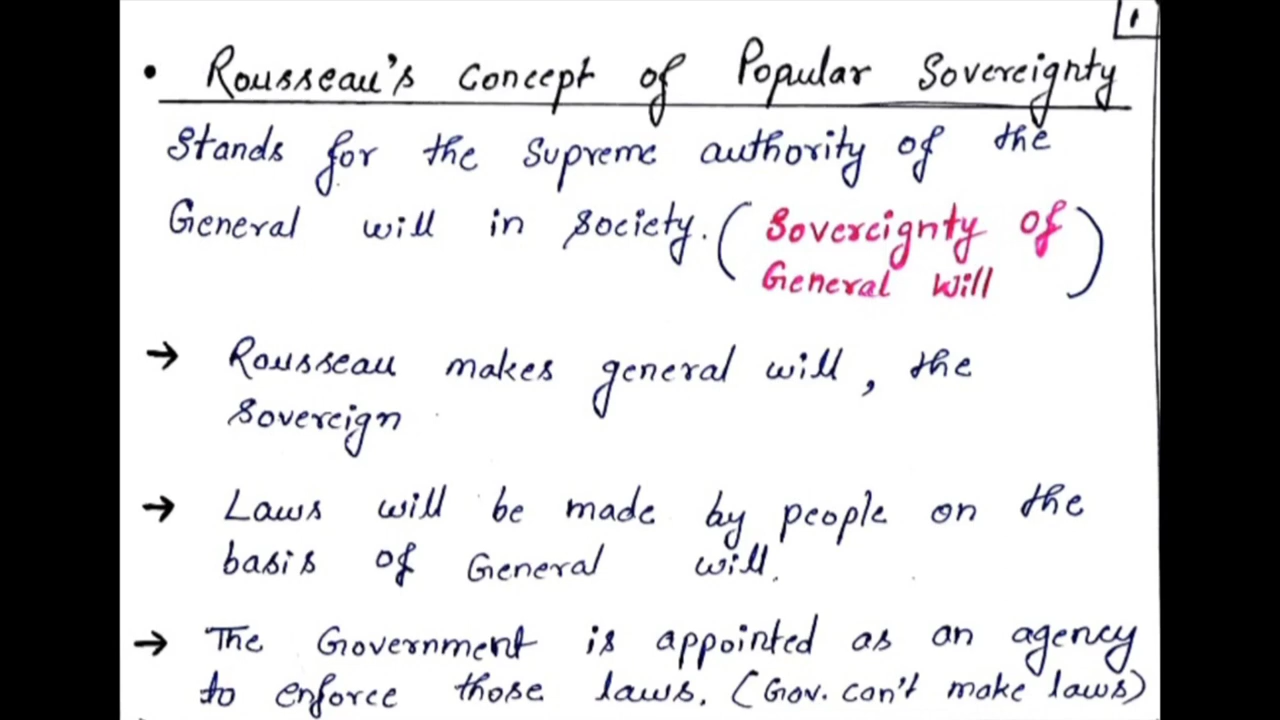 1
• Rousseau's concept of Popular Sovereignty
Stands for the Supreme authority of the
General will in society. (Sovereignty of
General Will)
→ Rousseau makes general will, the
Sovereign
→ Laws will be made by people on the
basis of General will.
→ The Government is appointed as an agency
to enforce those laws. (Gov. can't make laws)